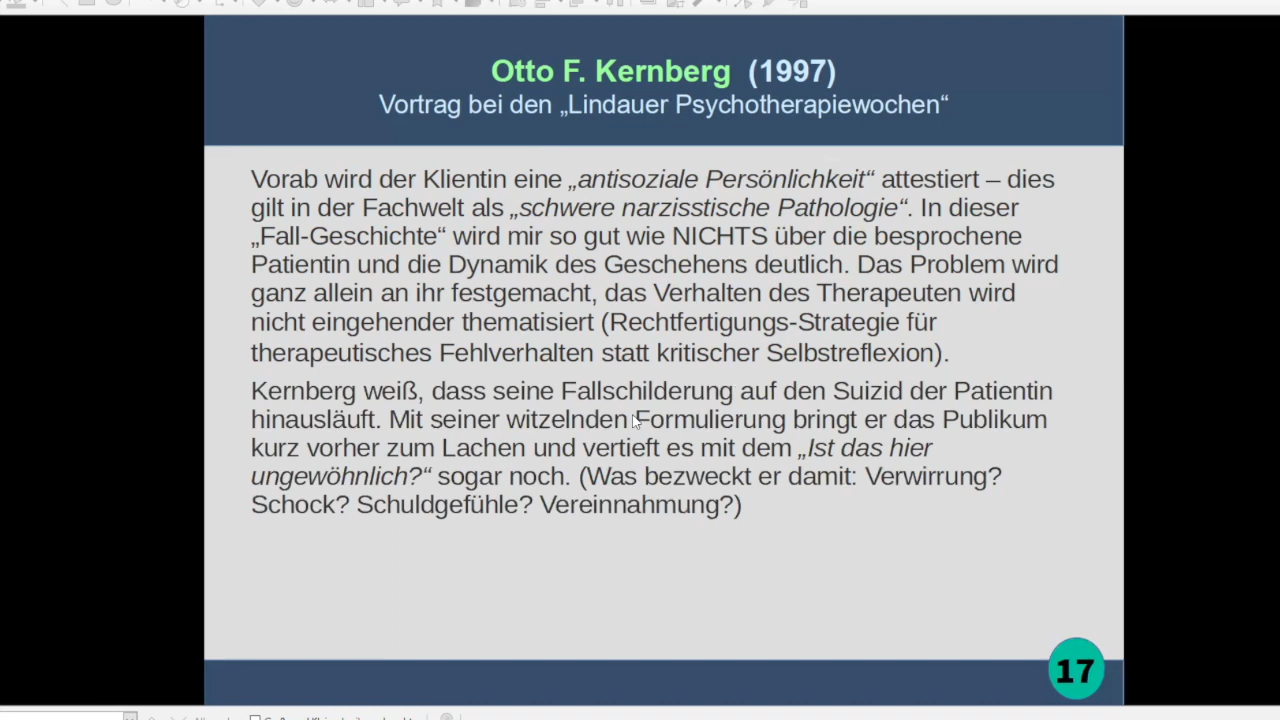 Otto F. Kernberg (1997)
Vortrag bei den „Lindauer Psychotherapiewochen“
Vorab wird der Klientin eine „antisoziale Persönlichkeit“ attestiert – dies
gilt in der Fachwelt als „schwere narzisstische Pathologie“. In dieser
„Fall-Geschichte“ wird mir so gut wie NICHTS über die besprochene
Patientin und die Dynamik des Geschehens deutlich. Das Problem wird
ganz allein an ihr festgemacht, das Verhalten des Therapeuten wird
nicht eingehender thematisiert (Rechtfertigungs-Strategie für
therapeutisches Fehlverhalten statt kritischer Selbstreflexion).
Kernberg weiß, dass seine Fallschilderung auf den Suizid der Patientin
hinausläuft. Mit seiner witzelnden Formulierung bringt er das Publikum
kurz vorher zum Lachen und vertieft es mit dem „Ist das hier
ungewöhnlich?“ sogar noch. (Was bezweckt er damit: Verwirrung?
Schock? Schuldgefühle? Vereinnahmung?)
17